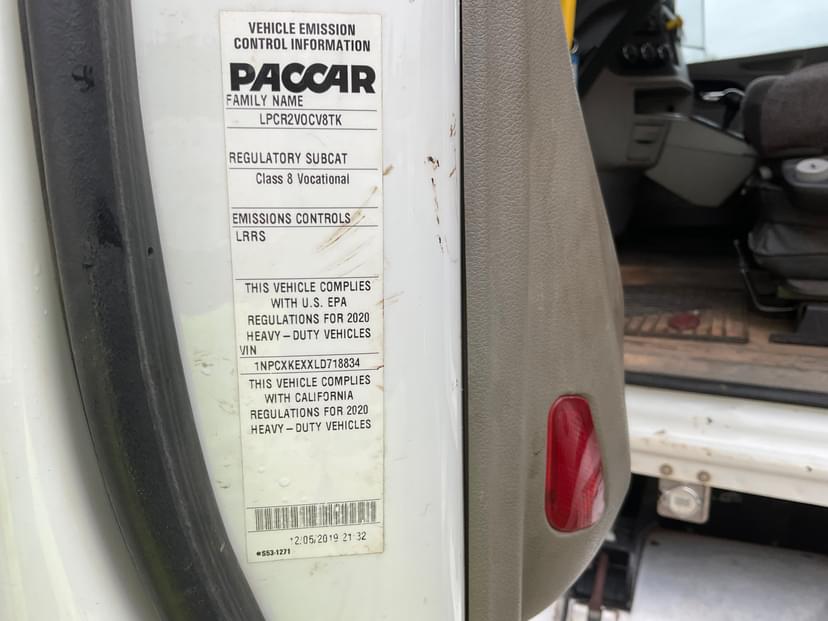 VEHICLE EMISSION
CONTROL INFORMATION
PACCAR
FAMILY NAME
LPCR2VOCV8TK
REGULATORY SUBCAT
Class 8 Vocational
EMISSIONS CONTROLS
LRRS
THIS VEHICLE COMPLIES
WITH U.S. EPA
REGULATIONS FOR 2020
HEAVY-DUTY VEHICLES
VIN
1NPCXKEXXLD718834
THIS VEHICLE COMPLIES
WITH CALIFORNIA
REGULATIONS FOR 2020
HEAVY-DUTY VEHICLES
12/05/2019 21:32
*S53-1271